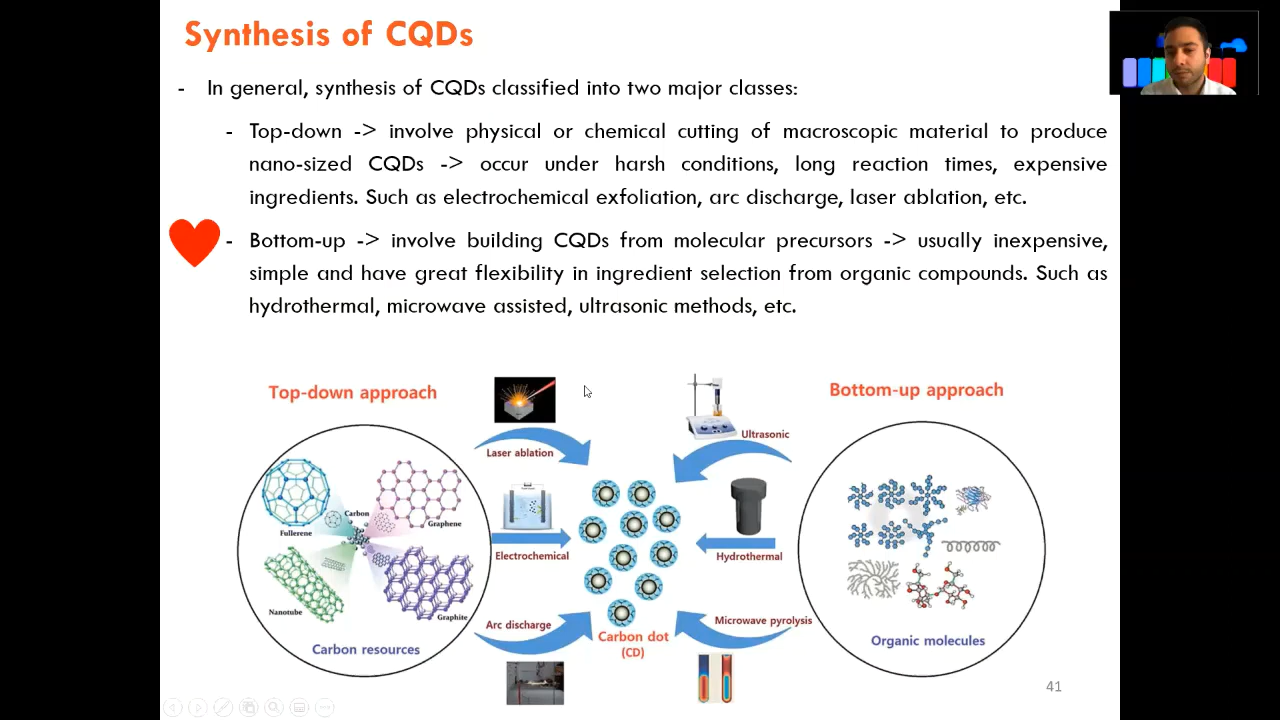 Synthesis of CQDs
- In general, synthesis of CQDs classified into two major classes:
- Top-down -> involve physical or chemical cutting of macroscopic material to produce
nano-sized CQDs -> occur under harsh conditions, long reaction times, expensive
ingredients. Such as electrochemical exfoliation, arc discharge, laser ablation, etc.
- Bottom-up -> involve building CQDs from molecular precursors -> usually inexpensive,
simple and have great flexibility in ingredient selection from organic compounds. Such as
hydrothermal, microwave assisted, ultrasonic methods, etc.
Top-down approach
Bottom-up approach
Laser ablation
Ultrasonic
Carbon
Fullerene
Graphene
Electrochemical
Hydrothermal
Nanotube
Graphite
Arc discharge
Microwave pyrolysis
Carbon dot
(CD)
Carbon resources
Organic molecules
41